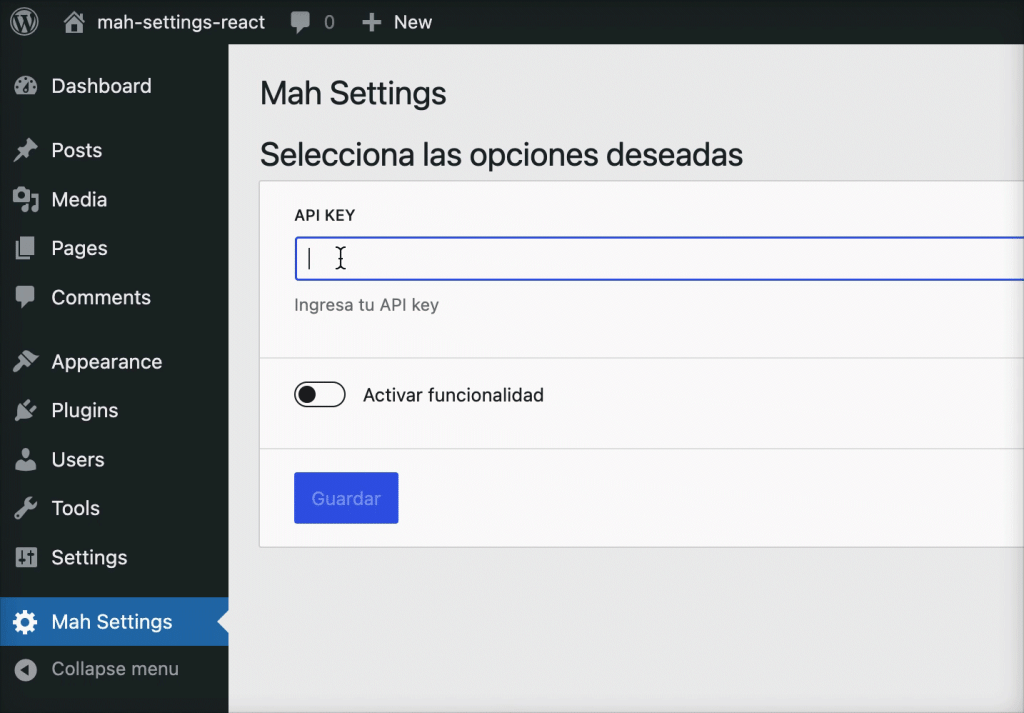 mah-settings-react 0 New
Dashboard
Posts
Media
Pages
Comments
Appearance
Plugins
Users
Tools
Settings
Mah Settings
Collapse menu
Mah Settings
Selecciona las opciones deseadas
API KEY
Ingresa tu API key
Activar funcionalidad
Guardar